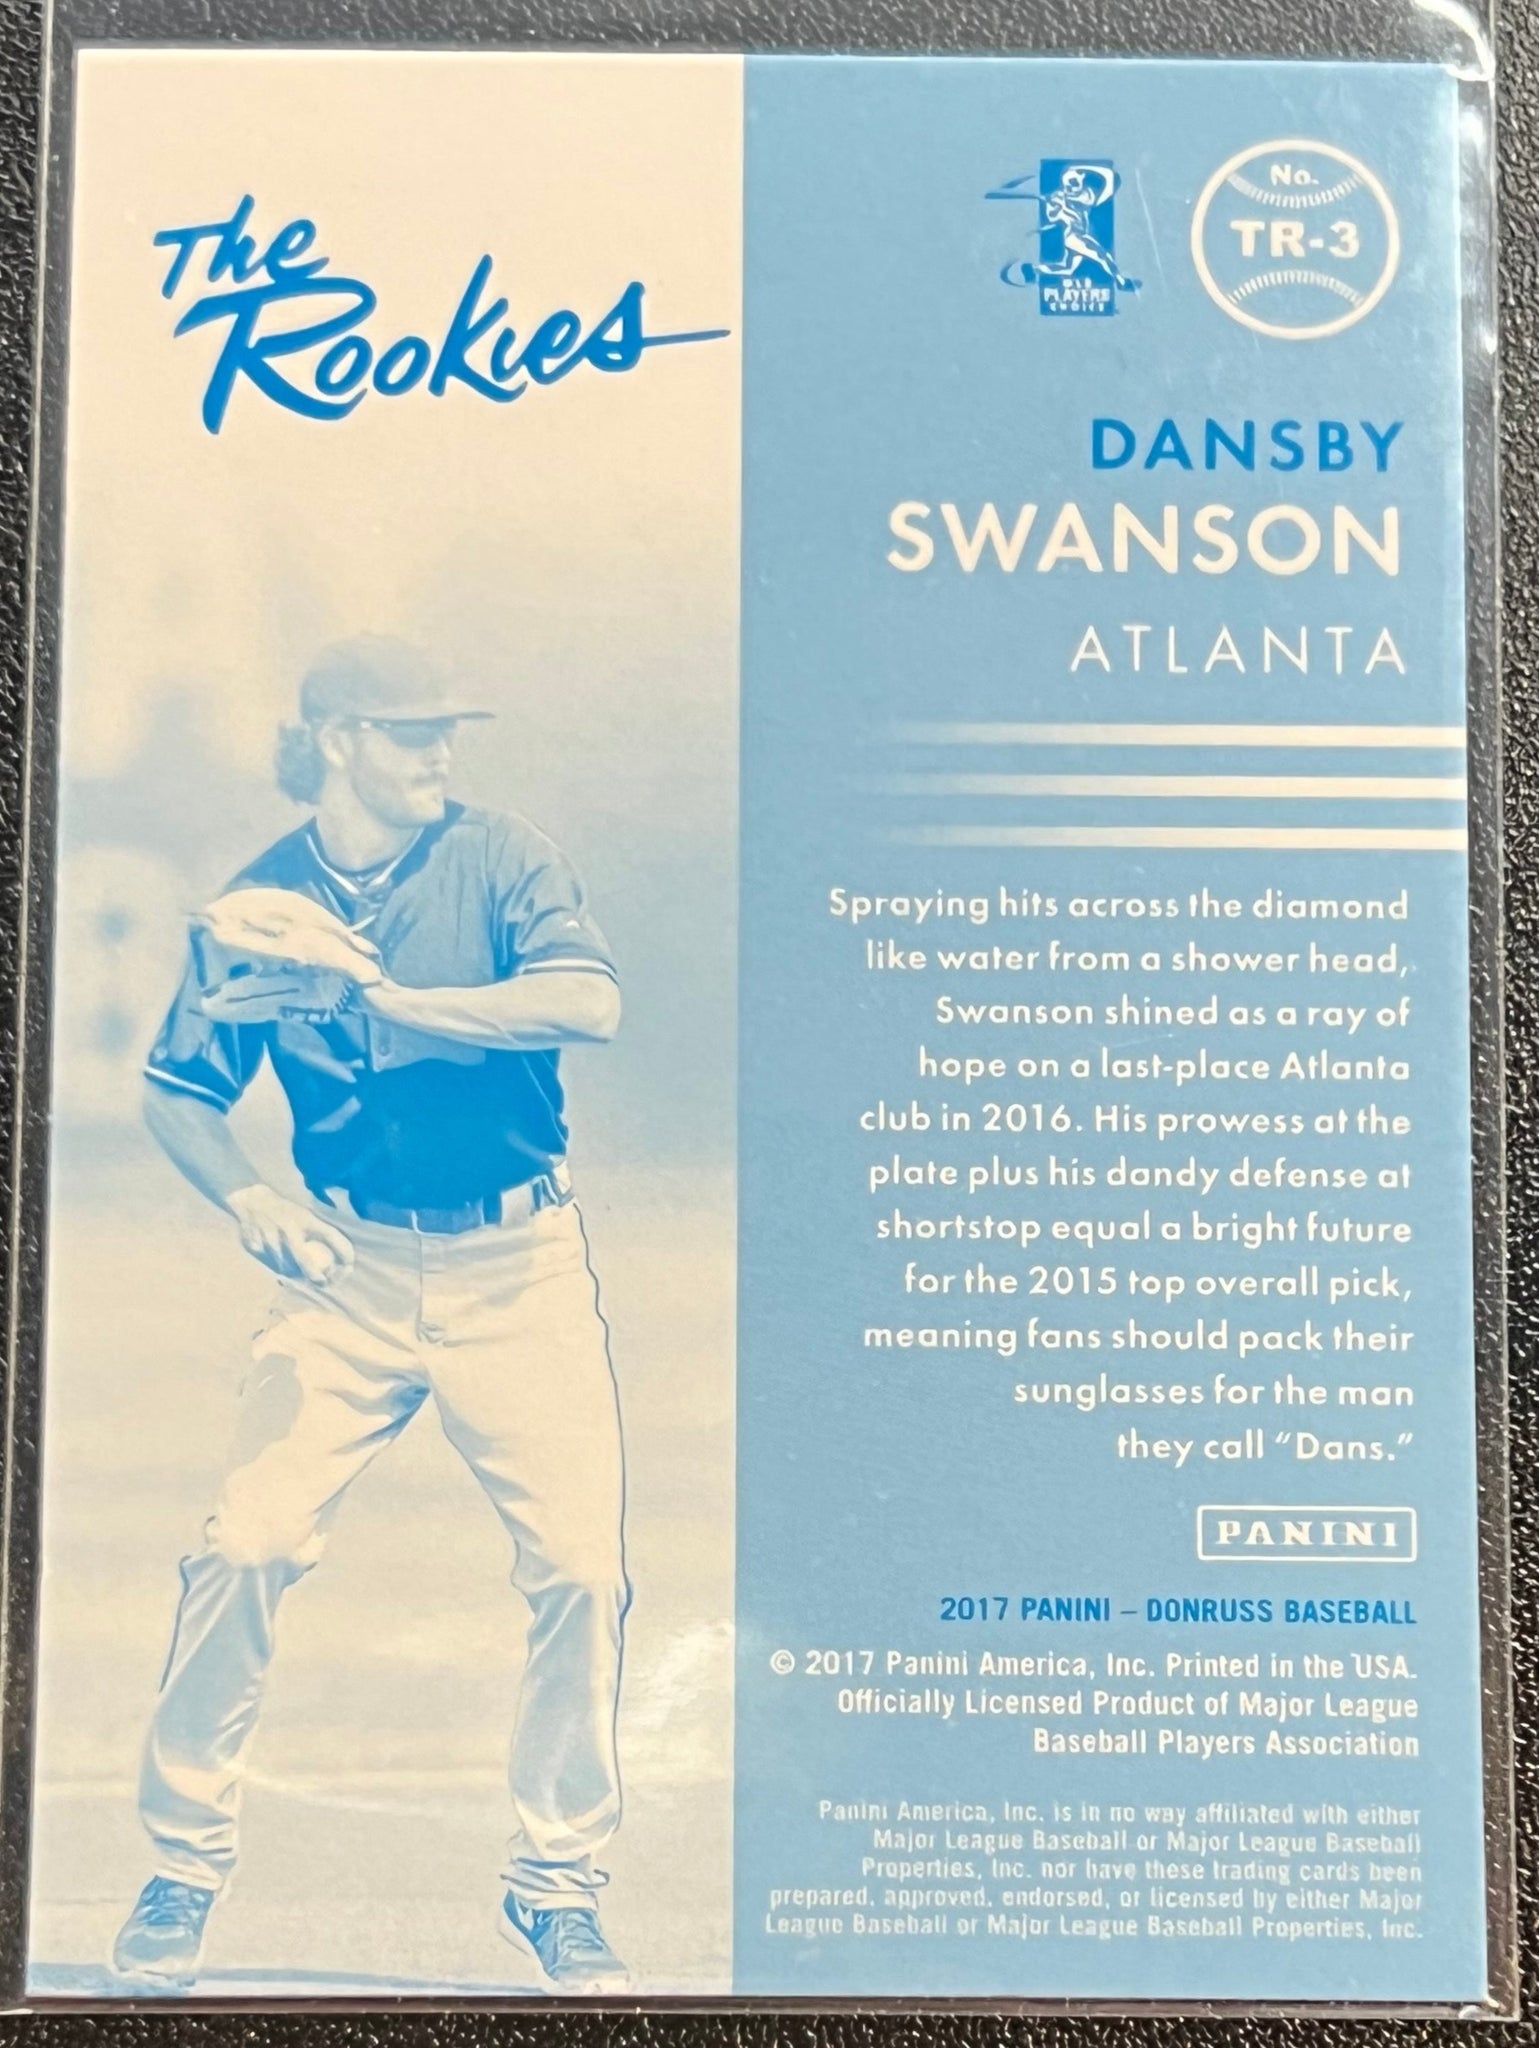 The
Rookies
MLB
PLAYERS
CHOICE
No.
TR-3
DANSBY
SWANSON
ATLANTA
Spraying hits across the diamond
like water from a shower head,
Swanson shined as a ray of
hope on a last-place Atlanta
club in 2016. His prowess at the
plate plus his dandy defense at
shortstop equal a bright future
for the 2015 top overall pick,
meaning fans should pack their
sunglasses for the man
they call “Dans.”
PANINI
2017 PANINI – DONRUSS BASEBALL
© 2017 Panini America, Inc. Printed in the USA.
Officially Licensed Product of Major League
Baseball Players Association
Panini America, Inc. is in no way affiliated with either
Major League Baseball or Major League Baseball
Properties, Inc. nor have these trading cards been
prepared, approved, endorsed, or licensed by either Major
League Baseball or Major League Baseball Properties, Inc.